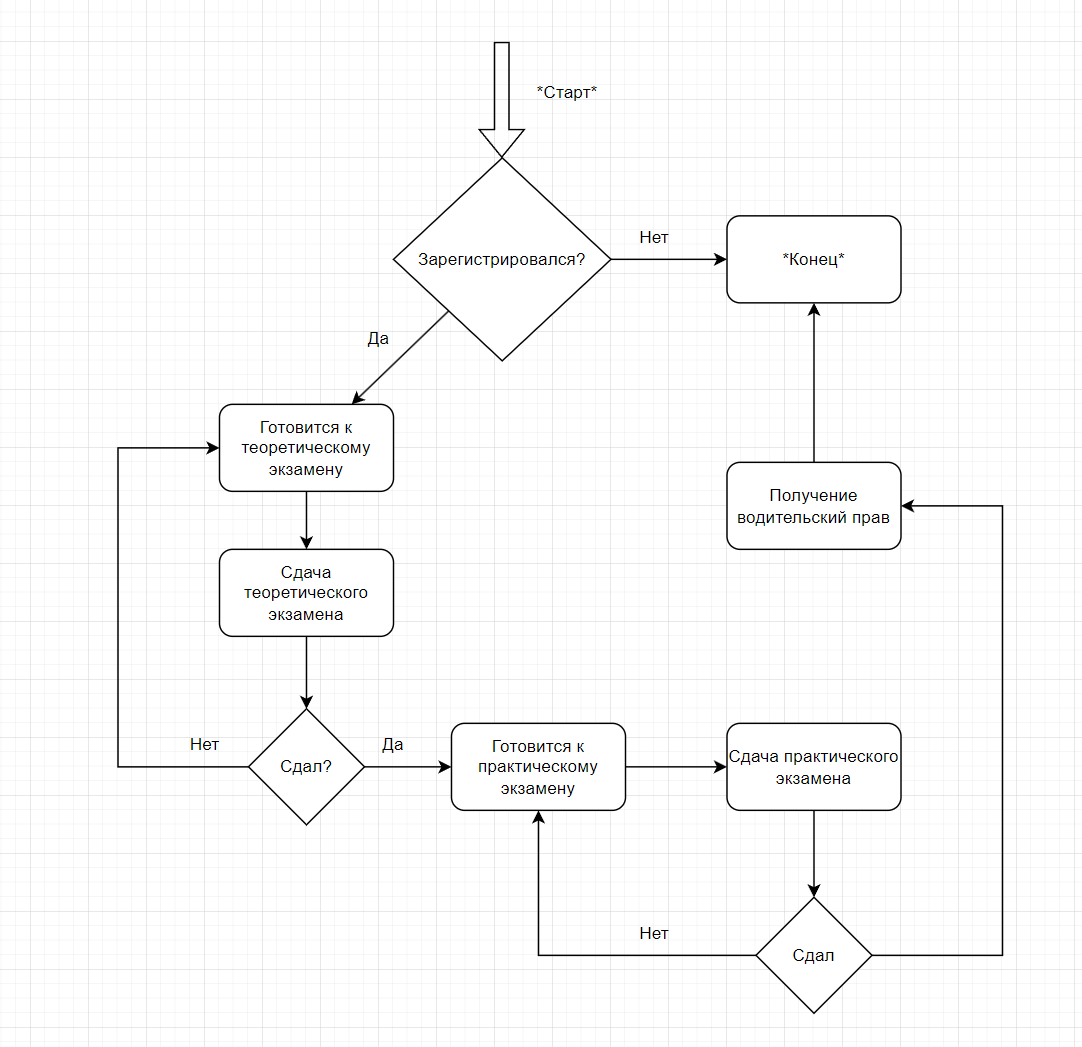 *Старт*
Зарегистрировался?
Нет
*Конец*
Да
Готовится к
теоретическому
экзамену
Получение
водительский прав
Сдача
теоретического
экзамена
Нет
Сдал?
Да
Готовится к
практическому
экзамену
Сдача практического
экзамена
Нет
Сдал